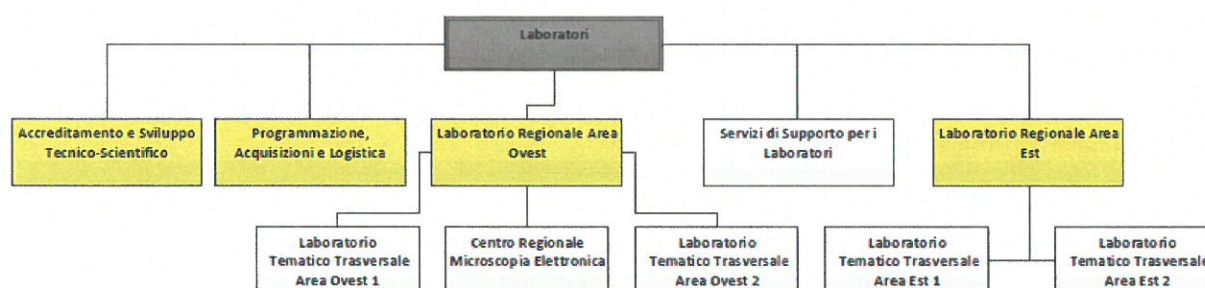 Laboratori
Accreditamento e Sviluppo
Tecnico-Scientifico
Programmazione,
Acquisizioni e Logistica
Laboratorio Regionale Area
Ovest
Servizi di Supporto per i
Laboratori
Laboratorio Regionale Area
Est
Laboratorio
Tematico Trasversale
Area Ovest 1
Centro Regionale
Microscopia Elettronica
Laboratorio
Tematico Trasversale
Area Ovest 2
Laboratorio
Tematico Trasversale
Area Est 1
Laboratorio
Tematico Trasversale
Area Est 2